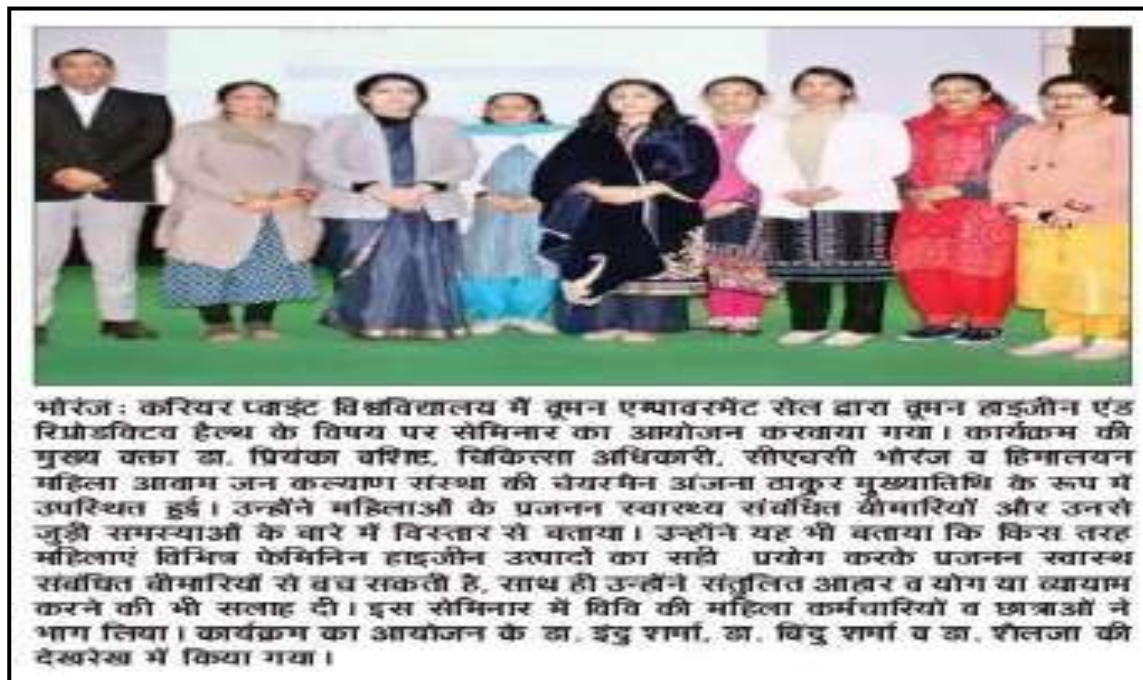 भोरंज : करियर प्वाइंट विश्वविद्यालय में वूमन एम्पावरमेंट सेल द्वारा वूमन हाइजीन एंड
रिप्रोडक्टिव हैल्थ के विषय पर सेमिनार का आयोजन करवाया गया। कार्यक्रम की
मुख्य वक्ता डा. प्रियंका वशिष्ट, चिकित्सा अधिकारी, सीएचसी भोरंज व हिमालयन
महिला आवाम जन कल्याण संस्था की चेयरमैन अंजना ठाकुर मुख्यातिथि के रूप में
उपस्थित हुई। उन्होंने महिलाओं के प्रजनन स्वास्थ्य संबंधित बीमारियों और उनसे
जुड़ी समस्याओं के बारे में विस्तार से बताया। उन्होंने यह भी बताया कि किस तरह
महिलाएं विभिन्न फेमिनिन हाइजीन उत्पादों का सही प्रयोग करके प्रजनन स्वास्थ
संबंधित बीमारियों से बच सकती है, साथ ही उन्होंने संतुलित आहार व योग या व्यायाम
करने की भी सलाह दी। इस सेमिनार में विवि की महिला कर्मचारियों व छात्राओं ने
भाग लिया। कार्यक्रम का आयोजन के डा. इंदु शर्मा, डा. बिंदु शर्मा व डा. शैलजा की
देखरेख में किया गया।